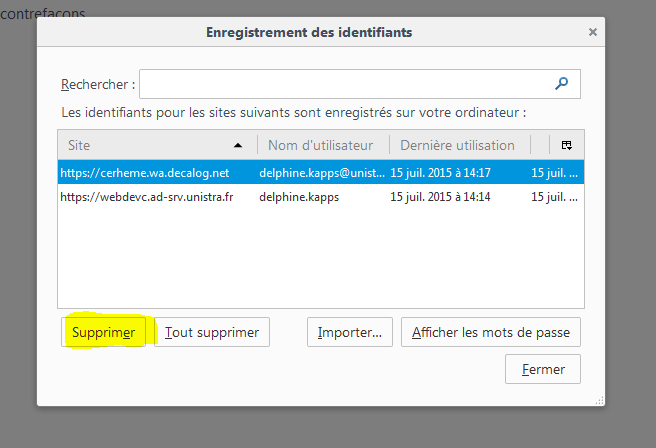 contrefaçons
Enregistrement des identifiants
Rechercher :
Les identifiants pour les sites suivants sont enregistrés sur votre ordinateur :
Site Nom d'utilisateur Dernière utilisation
https://cerheme.wa.decalog.net delphine.kapps@unist... 15 juil. 2015 à 14:17 15 juil. ...
https://webdevc.ad-srv.unistra.fr delphine.kapps 15 juil. 2015 à 14:14 15 juil. ...
Supprimer Tout supprimer Importer... Afficher les mots de passe
Fermer